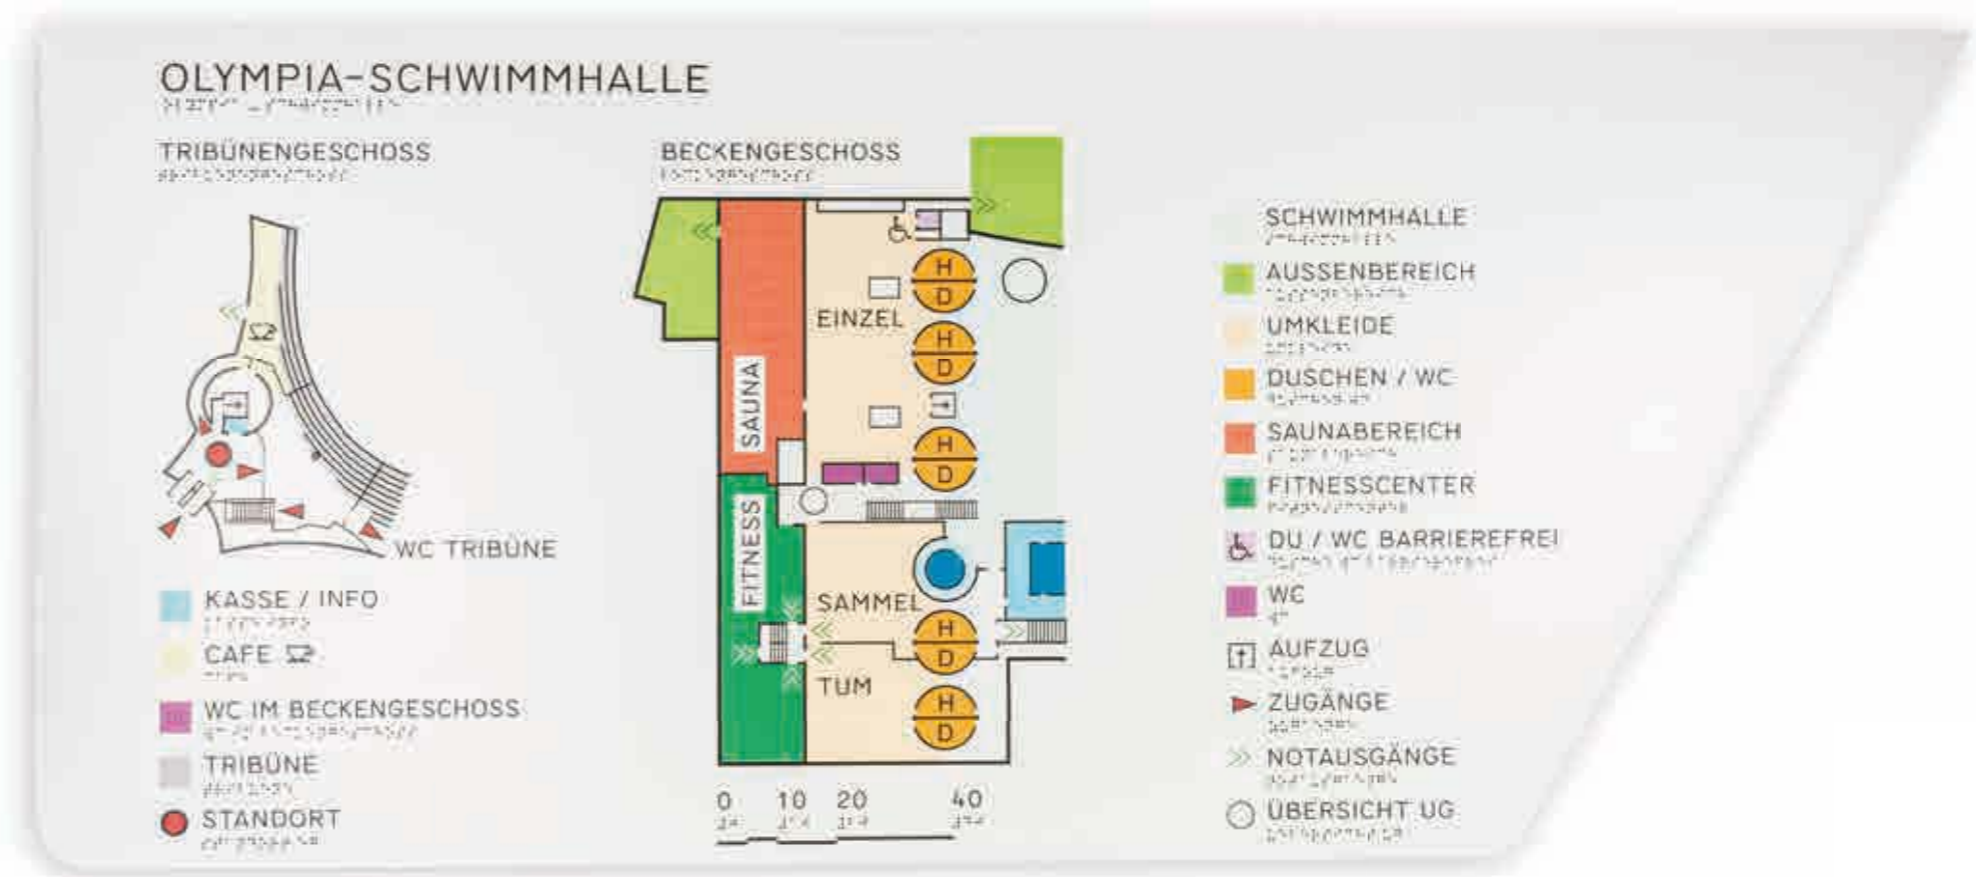 OLYMPIA-SCHWIMMHALLE
TRIBÜNENGESCHOSS
WC TRIBÜNE
KASSE / INFO
CAFE
WC IM BECKENGESCHOSS
TRIBÜNE
STANDORT
BECKENGESCHOSS
H
D
EINZEL
H
D
SAUNA
H
D
FITNESS
SAMMEL
H
D
TUM
H
D
0 10 20 40
SCHWIMMHALLE
AUSSENBEREICH
UMKLEIDE
DUSCHEN / WC
SAUNABEREICH
FITNESSCENTER
DU / WC BARRIEREFREI
WC
AUFZUG
ZUGÄNGE
NOTAUSGÄNGE
ÜBERSICHT UG